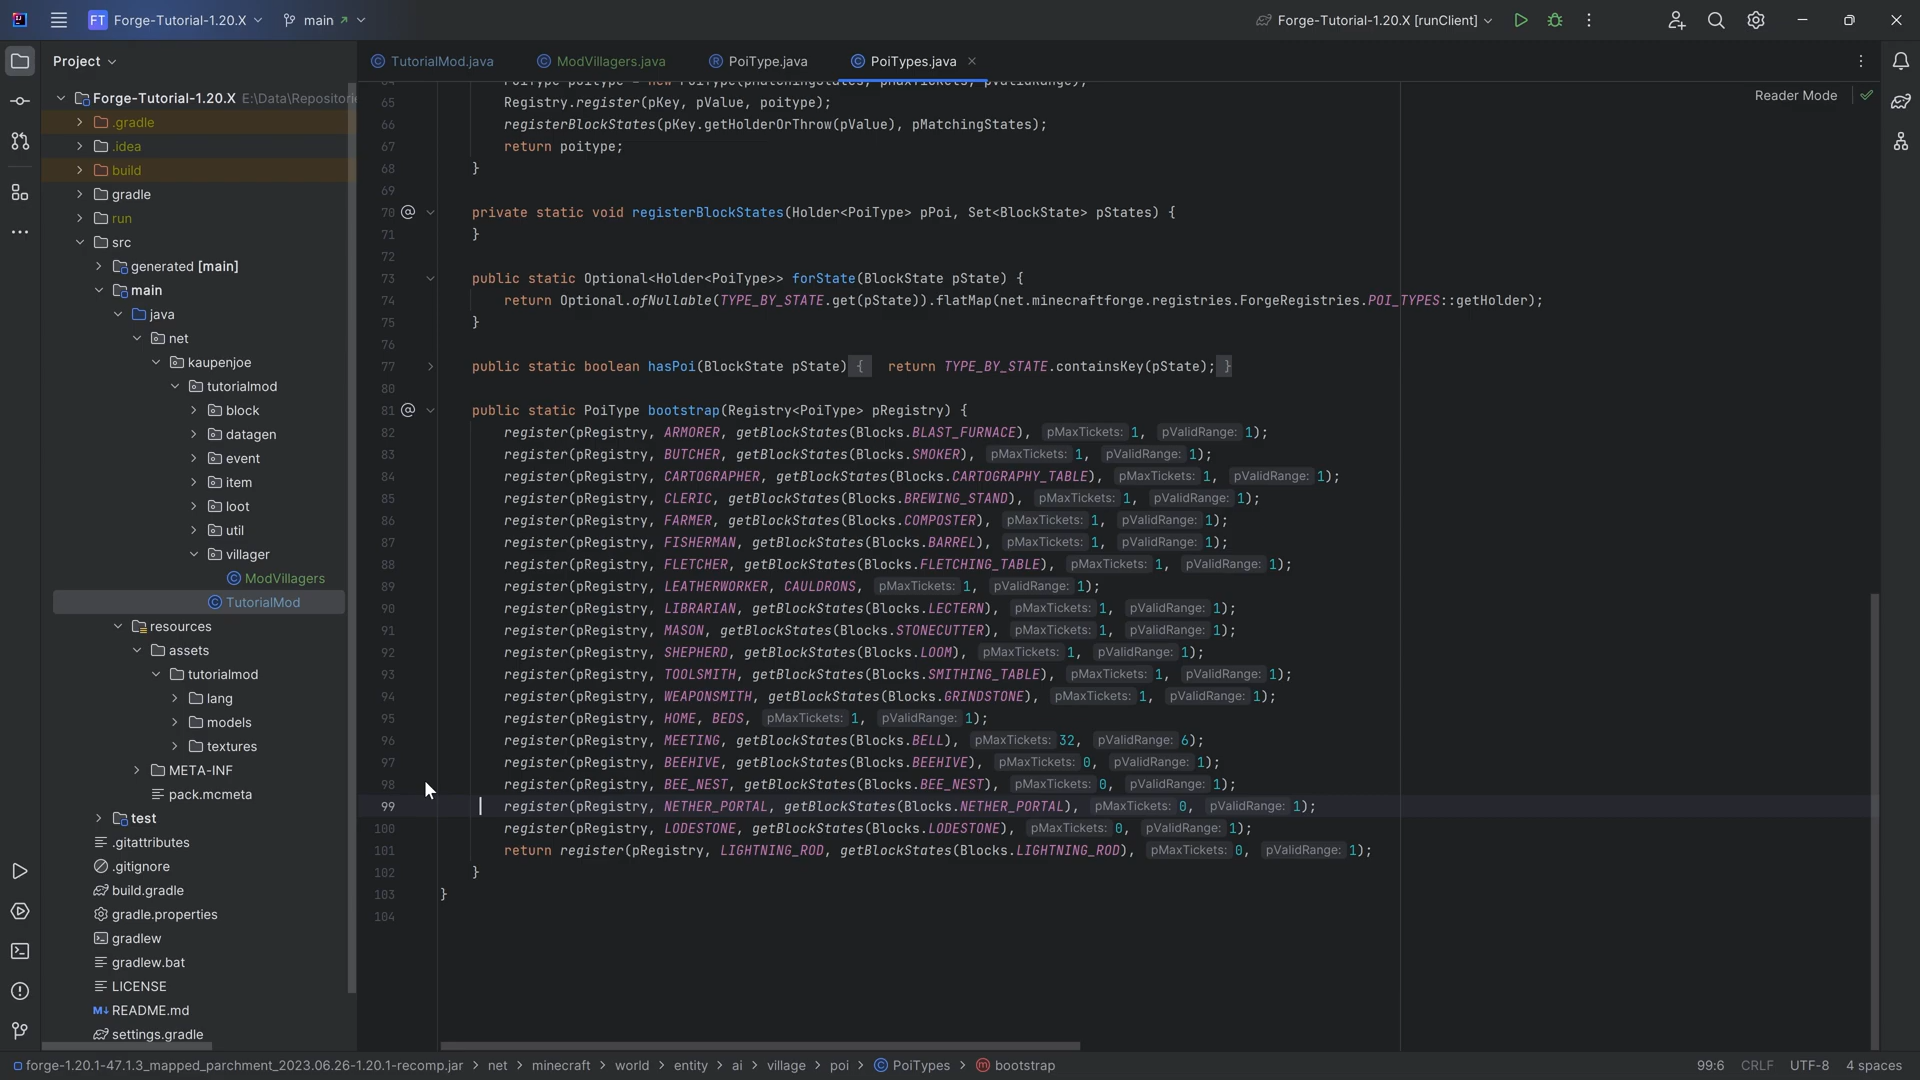 FT Forge-Tutorial-1.20.X main Forge-Tutorial-1.20.X [runClient]
Project
TutorialMod.java ModVillagers.java PoiType.java PoiTypes.java
Reader Mode
Forge-Tutorial-1.20.X E:\Data\Repositori
.gradle
.idea
build
gradle
run
src
generated [main]
main
java
net
kaupenjoe
tutorialmod
block
datagen
event
item
loot
util
villager
ModVillagers
TutorialMod
resources
assets
tutorialmod
lang
models
textures
META-INF
pack.mcmeta
test
.gitattributes
.gitignore
build.gradle
gradle.properties
gradlew
gradlew.bat
LICENSE
M↓ README.md
settings.gradle
65 Registry.register(pKey, pValue, poitype);
66 registerBlockStates(pKey.getHolderOrThrow(pValue), pMatchingStates);
67 return poitype;
68 }
69
70 @ private static void registerBlockStates(Holder<PoiType> pPoi, Set<BlockState> pStates) {
71 }
72
73 public static Optional<Holder<PoiType>> forState(BlockState pState) {
74 return Optional.ofNullable(TYPE_BY_STATE.get(pState)).flatMap(net.minecraftforge.registries.ForgeRegistries.POI_TYPES::getHolder);
75 }
76
77 public static boolean hasPoi(BlockState pState) { return TYPE_BY_STATE.containsKey(pState); }
80
81 @ public static PoiType bootstrap(Registry<PoiType> pRegistry) {
82 register(pRegistry, ARMORER, getBlockStates(Blocks.BLAST_FURNACE), pMaxTickets: 1, pValidRange: 1);
83 register(pRegistry, BUTCHER, getBlockStates(Blocks.SMOKER), pMaxTickets: 1, pValidRange: 1);
84 register(pRegistry, CARTOGRAPHER, getBlockStates(Blocks.CARTOGRAPHY_TABLE), pMaxTickets: 1, pValidRange: 1);
85 register(pRegistry, CLERIC, getBlockStates(Blocks.BREWING_STAND), pMaxTickets: 1, pValidRange: 1);
86 register(pRegistry, FARMER, getBlockStates(Blocks.COMPOSTER), pMaxTickets: 1, pValidRange: 1);
87 register(pRegistry, FISHERMAN, getBlockStates(Blocks.BARREL), pMaxTickets: 1, pValidRange: 1);
88 register(pRegistry, FLETCHER, getBlockStates(Blocks.FLETCHING_TABLE), pMaxTickets: 1, pValidRange: 1);
89 register(pRegistry, LEATHERWORKER, CAULDRONS, pMaxTickets: 1, pValidRange: 1);
90 register(pRegistry, LIBRARIAN, getBlockStates(Blocks.LECTERN), pMaxTickets: 1, pValidRange: 1);
91 register(pRegistry, MASON, getBlockStates(Blocks.STONECUTTER), pMaxTickets: 1, pValidRange: 1);
92 register(pRegistry, SHEPHERD, getBlockStates(Blocks.LOOM), pMaxTickets: 1, pValidRange: 1);
93 register(pRegistry, TOOLSMITH, getBlockStates(Blocks.SMITHING_TABLE), pMaxTickets: 1, pValidRange: 1);
94 register(pRegistry, WEAPONSMITH, getBlockStates(Blocks.GRINDSTONE), pMaxTickets: 1, pValidRange: 1);
95 register(pRegistry, HOME, BEDS, pMaxTickets: 1, pValidRange: 1);
96 register(pRegistry, MEETING, getBlockStates(Blocks.BELL), pMaxTickets: 32, pValidRange: 6);
97 register(pRegistry, BEEHIVE, getBlockStates(Blocks.BEEHIVE), pMaxTickets: 0, pValidRange: 1);
98 register(pRegistry, BEE_NEST, getBlockStates(Blocks.BEE_NEST), pMaxTickets: 0, pValidRange: 1);
99 register(pRegistry, NETHER_PORTAL, getBlockStates(Blocks.NETHER_PORTAL), pMaxTickets: 0, pValidRange: 1);
100 register(pRegistry, LODESTONE, getBlockStates(Blocks.LODESTONE), pMaxTickets: 0, pValidRange: 1);
101 return register(pRegistry, LIGHTNING_ROD, getBlockStates(Blocks.LIGHTNING_ROD), pMaxTickets: 0, pValidRange: 1);
102 }
103 }
104
forge-1.20.1-47.1.3_mapped_parchment_2023.06.26-1.20.1-recomp.jar > net > minecraft > world > entity > ai > village > poi > PoiTypes > bootstrap 99:6 CRLF UTF-8 4 spaces